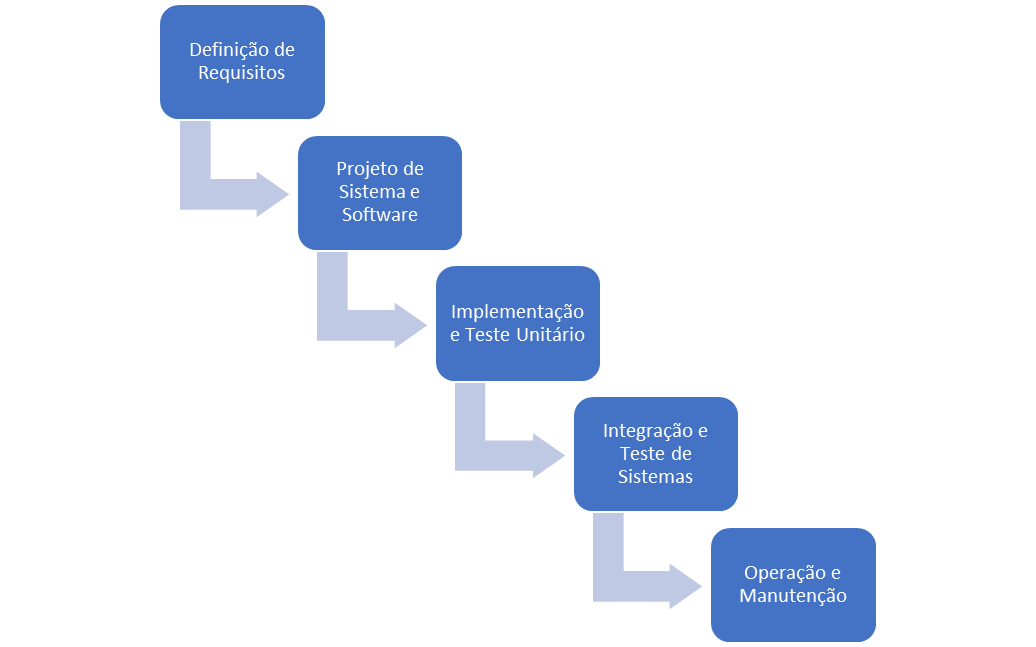 Definição de
Requisitos
Projeto de
Sistema e
Software
Implementação
e Teste Unitário
Integração e
Teste de
Sistemas
Operação e
Manutenção